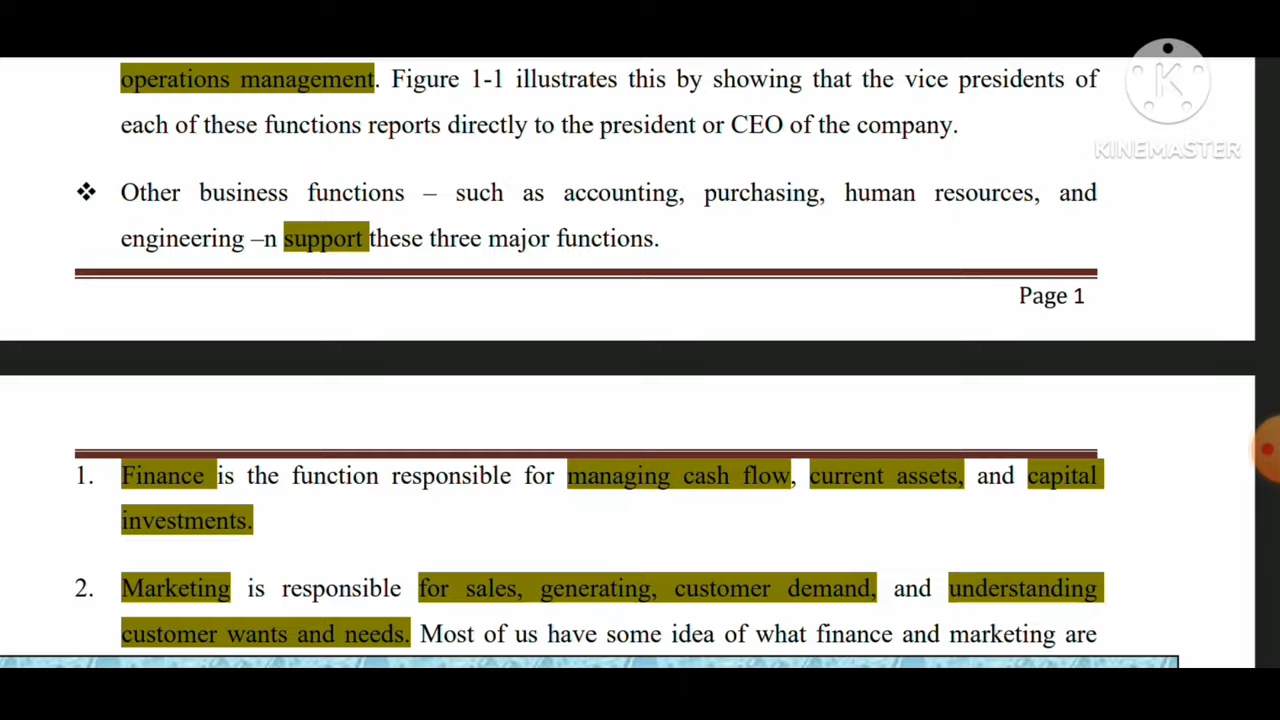 operations management. Figure 1-1 illustrates this by showing that the vice presidents of
each of these functions reports directly to the president or CEO of the company.
KINEMASTER
❖ Other business functions – such as accounting, purchasing, human resources, and
engineering –n support these three major functions.
Page 1
1. Finance is the function responsible for managing cash flow, current assets, and capital
investments.
2. Marketing is responsible for sales, generating, customer demand, and understanding
customer wants and needs. Most of us have some idea of what finance and marketing are